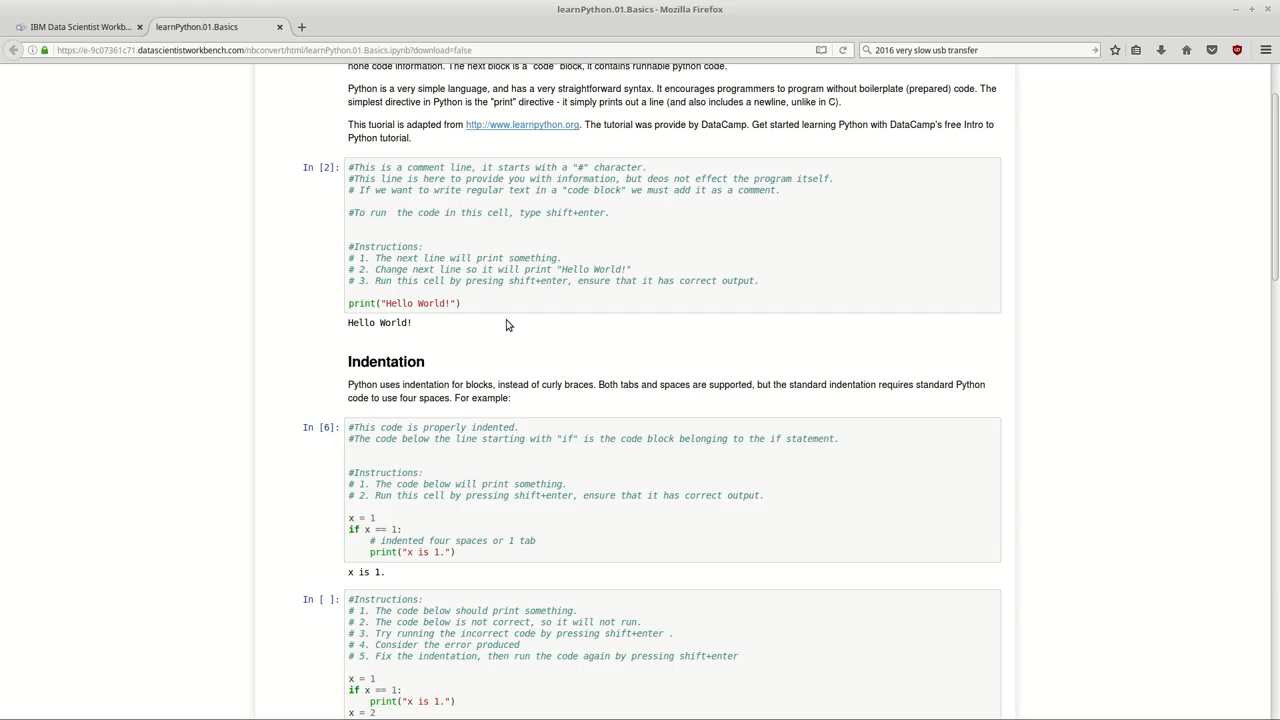 learnPython.01.Basics - Mozilla Firefox
IBM Data Scientist Workb...
learnPython.01.Basics
https://e-9c07361c71.datascientistworkbench.com/nbconvert/html/learnPython.01.Basics.ipynb?download=false
2016 very slow usb transfer
none code information. The next block is a "code" block, it contains runnable python code.
Python is a very simple language, and has a very straightforward syntax. It encourages programmers to program without boilerplate (prepared) code. The
simplest directive in Python is the "print" directive - it simply prints out a line (and also includes a newline, unlike in C).
This tuorial is adapted from http://www.learnpython.org. The tutorial was provide by DataCamp. Get started learning Python with DataCamp's free Intro to
Python tutorial.
In [2]:
#This is a comment line, it starts with a "#" character.
#This line is here to provide you with information, but deos not effect the program itself.
# If we want to write regular text in a "code block" we must add it as a comment.
#To run  the code in this cell, type shift+enter.
#Instructions:
# 1. The next line will print something.
# 2. Change next line so it will print "Hello World!"
# 3. Run this cell by presing shift+enter, ensure that it has correct output.
print("Hello World!")
Hello World!
Indentation
Python uses indentation for blocks, instead of curly braces. Both tabs and spaces are supported, but the standard indentation requires standard Python
code to use four spaces. For example:
In [6]:
#This code is properly indented.
#The code below the line starting with "if" is the code block belonging to the if statement.
#Instructions:
# 1. The code below will print something.
# 2. Run this cell by pressing shift+enter, ensure that it has correct output.
x = 1
if x == 1:
    # indented four spaces or 1 tab
    print("x is 1.")
x is 1.
In [ ]:
#Instructions:
# 1. The code below should print something.
# 2. The code below is not correct, so it will not run.
# 3. Try running the incorrect code by pressing shift+enter .
# 4. Consider the error produced
# 5. Fix the indentation, then run the code again by pressing shift+enter
x = 1
if x == 1:
    print("x is 1.")
x = 2